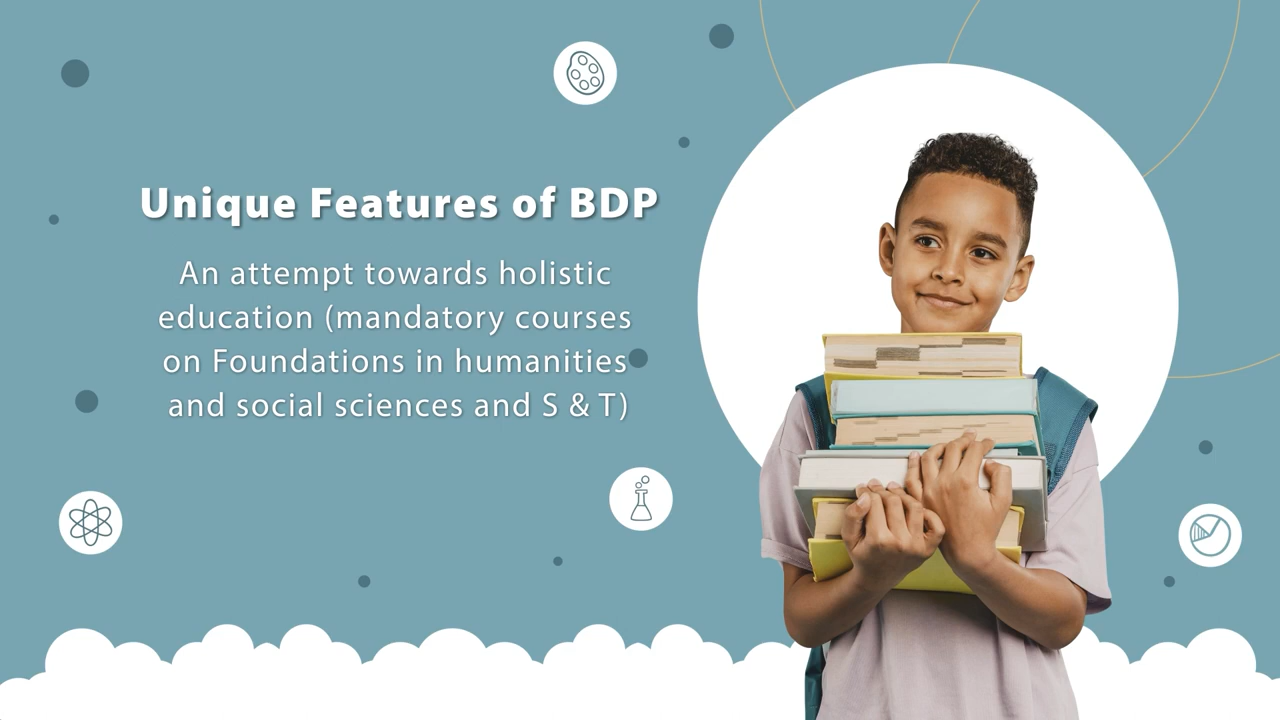 Unique Features of BDP
An attempt towards holistic
education (mandatory courses
on Foundations in humanities
and social sciences and S & T)